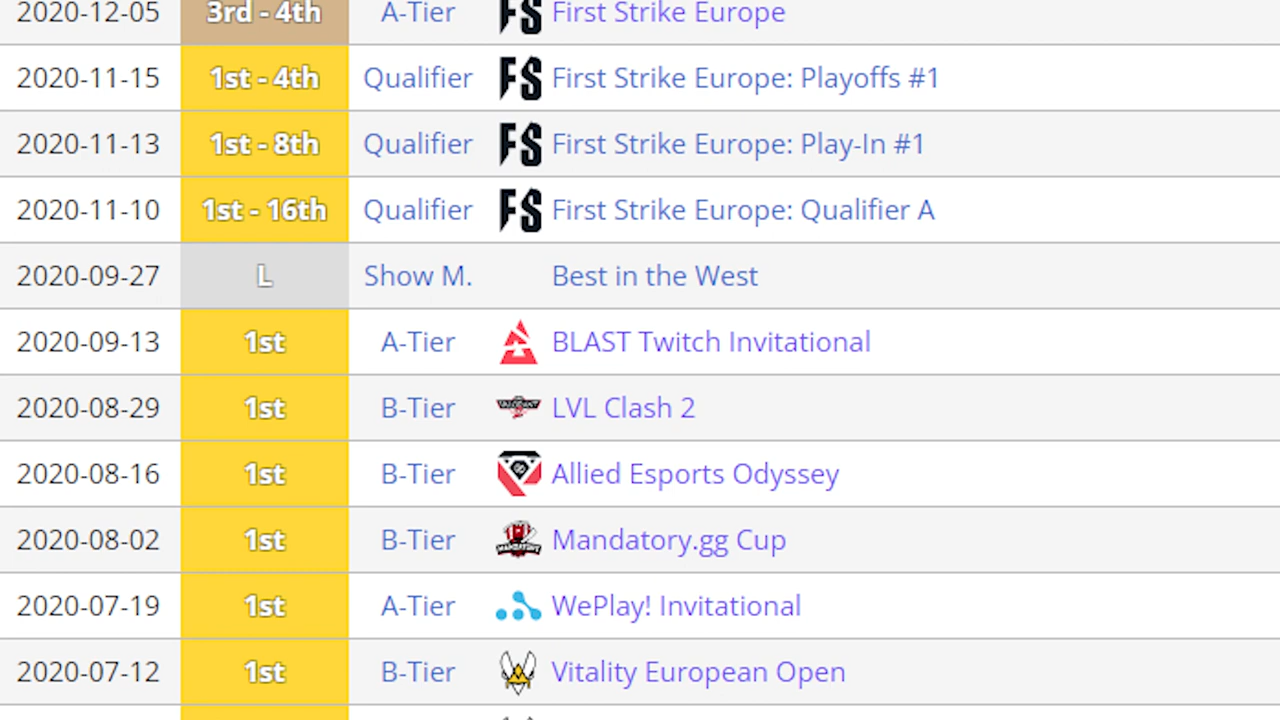 2020-12-05 3rd - 4th A-Tier FS First Strike Europe
2020-11-15 1st - 4th Qualifier FS First Strike Europe: Playoffs #1
2020-11-13 1st - 8th Qualifier FS First Strike Europe: Play-In #1
2020-11-10 1st - 16th Qualifier FS First Strike Europe: Qualifier A
2020-09-27 L Show M. Best in the West
2020-09-13 1st A-Tier BLAST Twitch Invitational
2020-08-29 1st B-Tier LVL Clash 2
2020-08-16 1st B-Tier Allied Esports Odyssey
2020-08-02 1st B-Tier MANDATORY Mandatory.gg Cup
2020-07-19 1st A-Tier WePlay! Invitational
2020-07-12 1st B-Tier Vitality European Open